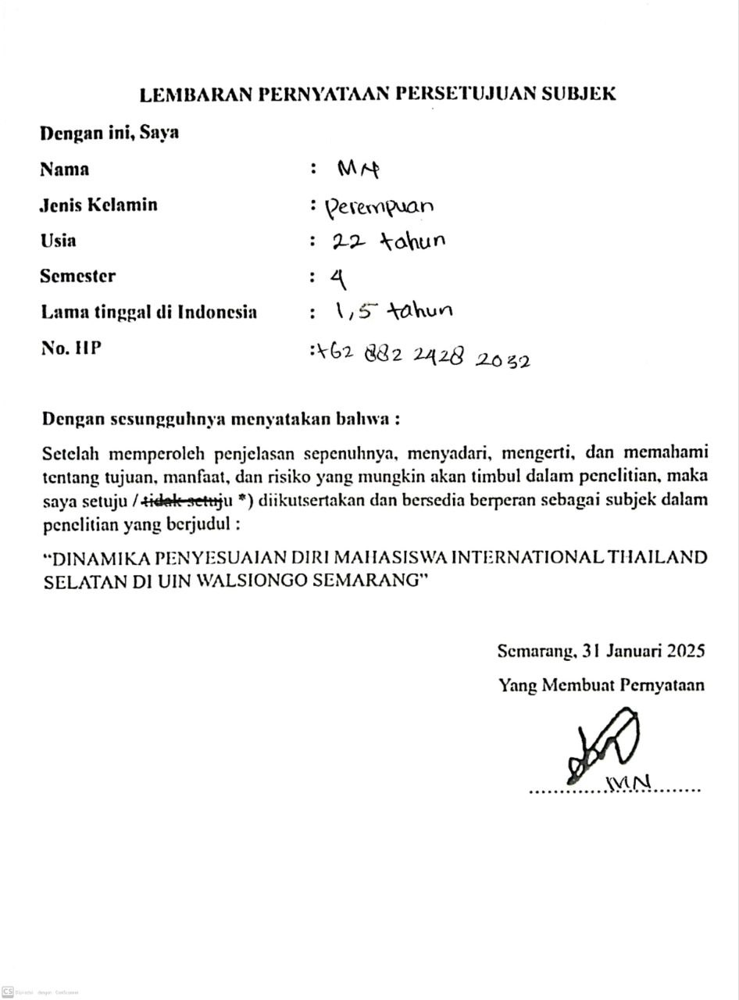 LEMBARAN PERNYATAAN PERSETUJUAN SUBJEK
Dengan ini, Saya
Nama : MN
Jenis Kelamin : Perempuan
Usia : 22 tahun
Semester : 4
Lama tinggal di Indonesia : 1,5 tahun
No. HP :+62 882 2428 2032
Dengan sesungguhnya menyatakan bahwa :
Setelah memperoleh penjelasan sepenuhnya, menyadari, mengerti, dan memahami
tentang tujuan, manfaat, dan risiko yang mungkin akan timbul dalam penelitian, maka
saya setuju / tidak setuju *) diikutsertakan dan bersedia berperan sebagai subjek dalam
penelitian yang berjudul :
“DINAMIKA PENYESUAIAN DIRI MAHASISWA INTERNATIONAL THAILAND
SELATAN DI UIN WALSIONGO SEMARANG”
Semarang, 31 Januari 2025
Yang Membuat Pernyataan
MN
CS Dipindai dengan CamScanner